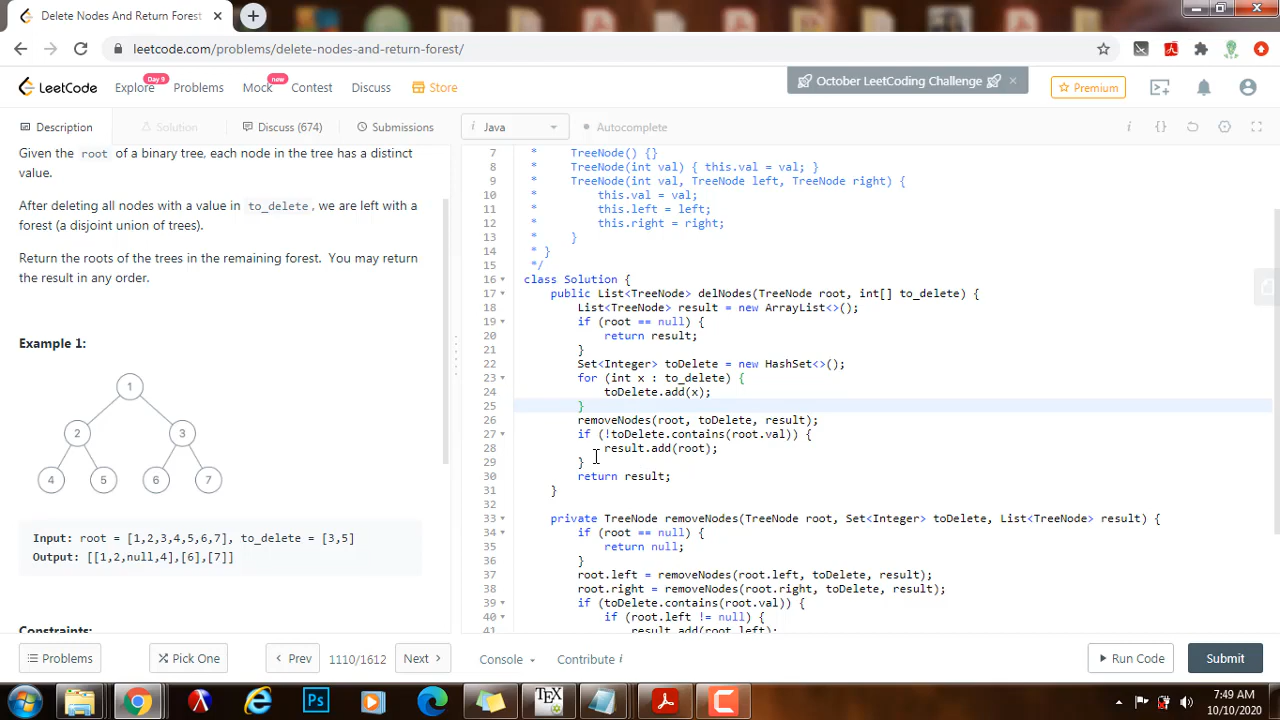 Delete Nodes And Return Forest
leetcode.com/problems/delete-nodes-and-return-forest/
LeetCode
Explore
Day 9
Problems
Mock
new
Contest
Discuss
Store
October LeetCoding Challenge
Premium
Description
Solution
Discuss (674)
Submissions
Java
Autocomplete
Given the root of a binary tree, each node in the tree has a distinct
value.
After deleting all nodes with a value in to_delete, we are left with a
forest (a disjoint union of trees).
Return the roots of the trees in the remaining forest. You may return
the result in any order.
Example 1:
1
2 3
4 5 6 7
Input: root = [1,2,3,4,5,6,7], to_delete = [3,5]
Output: [[1,2,null,4],[6],[7]]
Constraints:
7 * TreeNode() {}
8 * TreeNode(int val) { this.val = val; }
9 * TreeNode(int val, TreeNode left, TreeNode right) {
10 * this.val = val;
11 * this.left = left;
12 * this.right = right;
13 * }
14 * }
15 */
16 class Solution {
17 public List<TreeNode> delNodes(TreeNode root, int[] to_delete) {
18 List<TreeNode> result = new ArrayList<>();
19 if (root == null) {
20 return result;
21 }
22 Set<Integer> toDelete = new HashSet<>();
23 for (int x : to_delete) {
24 toDelete.add(x);
25 }
26 removeNodes(root, toDelete, result);
27 if (!toDelete.contains(root.val)) {
28 result.add(root);
29 }
30 return result;
31 }
32
33 private TreeNode removeNodes(TreeNode root, Set<Integer> toDelete, List<TreeNode> result) {
34 if (root == null) {
35 return null;
36 }
37 root.left = removeNodes(root.left, toDelete, result);
38 root.right = removeNodes(root.right, toDelete, result);
39 if (toDelete.contains(root.val)) {
40 if (root.left != null) {
41 result.add(root.left);
Problems
Pick One
Prev
1110/1612
Next
Console
Contribute i
Run Code
Submit
7:49 AM
10/10/2020